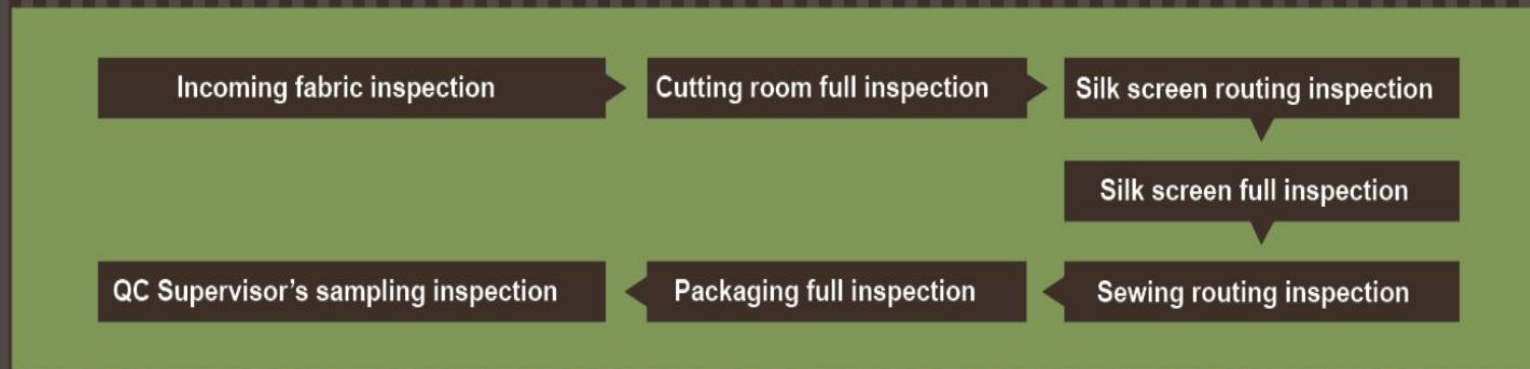 Incoming fabric inspection
Cutting room full inspection
Silk screen routing inspection
Silk screen full inspection
Sewing routing inspection
Packaging full inspection
QC Supervisor’s sampling inspection